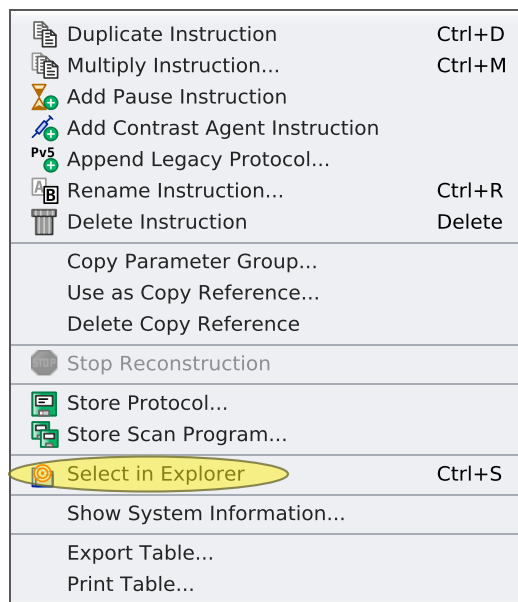 Duplicate Instruction Ctrl+D
Multiply Instruction... Ctrl+M
Add Pause Instruction
Add Contrast Agent Instruction
Pv5 Append Legacy Protocol...
A B Rename Instruction... Ctrl+R
Delete Instruction Delete
Copy Parameter Group...
Use as Copy Reference...
Delete Copy Reference
STOP Stop Reconstruction
Store Protocol...
Store Scan Program...
Select in Explorer Ctrl+S
Show System Information...
Export Table...
Print Table...